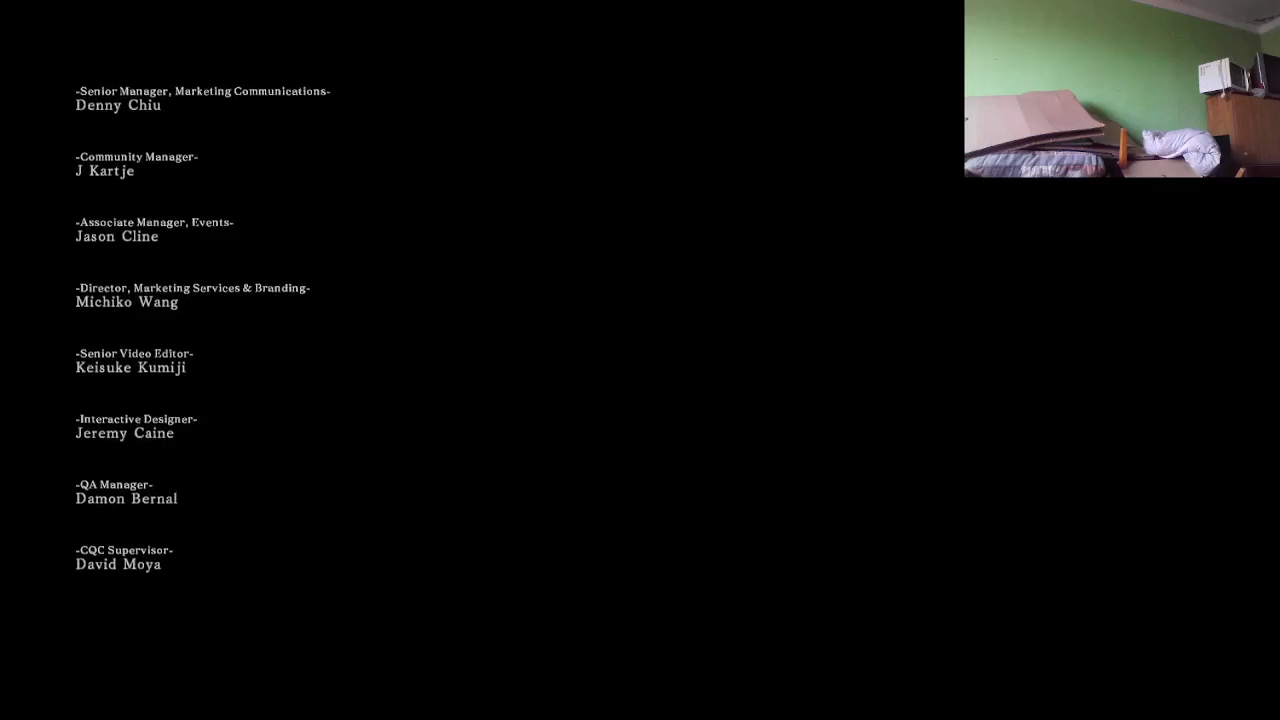 -Senior Manager, Marketing Communications-
Denny Chiu
-Community Manager-
J Kartje
-Associate Manager, Events-
Jason Cline
-Director, Marketing Services & Branding-
Michiko Wang
-Senior Video Editor-
Keisuke Kumiji
-Interactive Designer-
Jeremy Caine
-QA Manager-
Damon Bernal
-CQC Supervisor-
David Moya